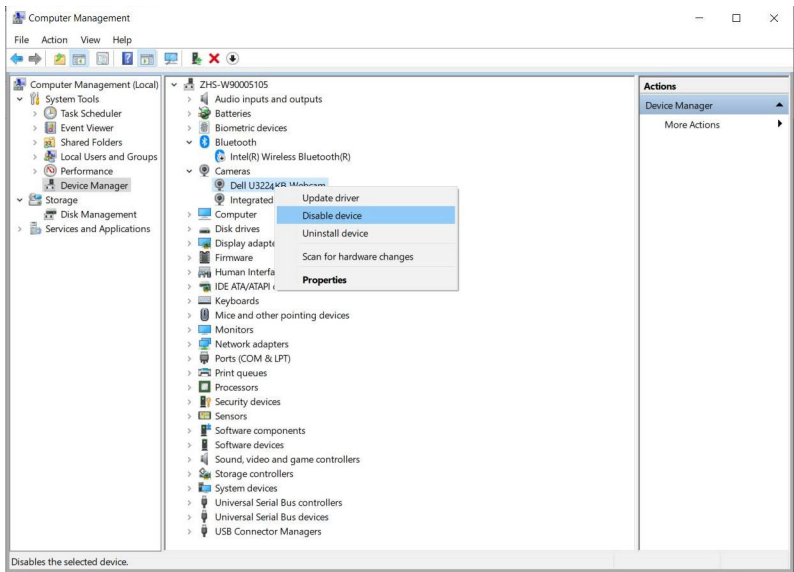 Computer Management
File Action View Help
Computer Management (Local)
System Tools
Task Scheduler
Event Viewer
Shared Folders
Local Users and Groups
Performance
Device Manager
Storage
Disk Management
Services and Applications
ZHS-W90005105
Audio inputs and outputs
Batteries
Biometric devices
Bluetooth
Intel(R) Wireless Bluetooth(R)
Cameras
Dell U3224KB Webcam
Integrated
Computer
Disk drives
Display adapte
Firmware
Human Interfa
IDE ATA/ATAPI
Keyboards
Mice and other pointing devices
Monitors
Network adapters
Ports (COM & LPT)
Print queues
Processors
Security devices
Sensors
Software components
Software devices
Sound, video and game controllers
Storage controllers
System devices
Universal Serial Bus controllers
Universal Serial Bus devices
USB Connector Managers
Update driver
Disable device
Uninstall device
Scan for hardware changes
Properties
Actions
Device Manager
More Actions
Disables the selected device.